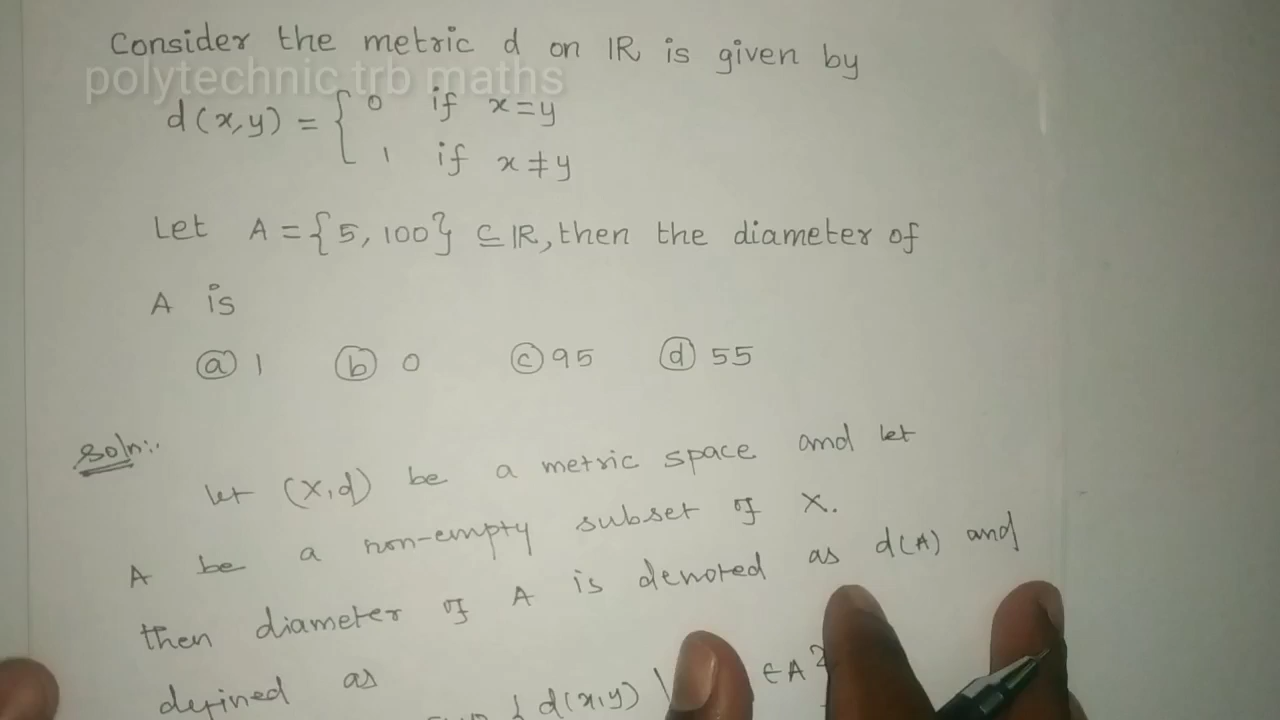 Consider the metric d on IR is given by
polytechnic trb maths
d(x,y) = { 0 if x=y
1 if x≠y
Let A = {5, 100} ⊆ IR, then the diameter of
A is
ⓐ 1 ⓑ 0 ⓒ 95 ⓓ 55
Soln:-
let (X,d) be a metric space and let
A be a non-empty subset of X.
then diameter of A is denoted as d(A) and
defined as
{ d(x,y) \ ∈A